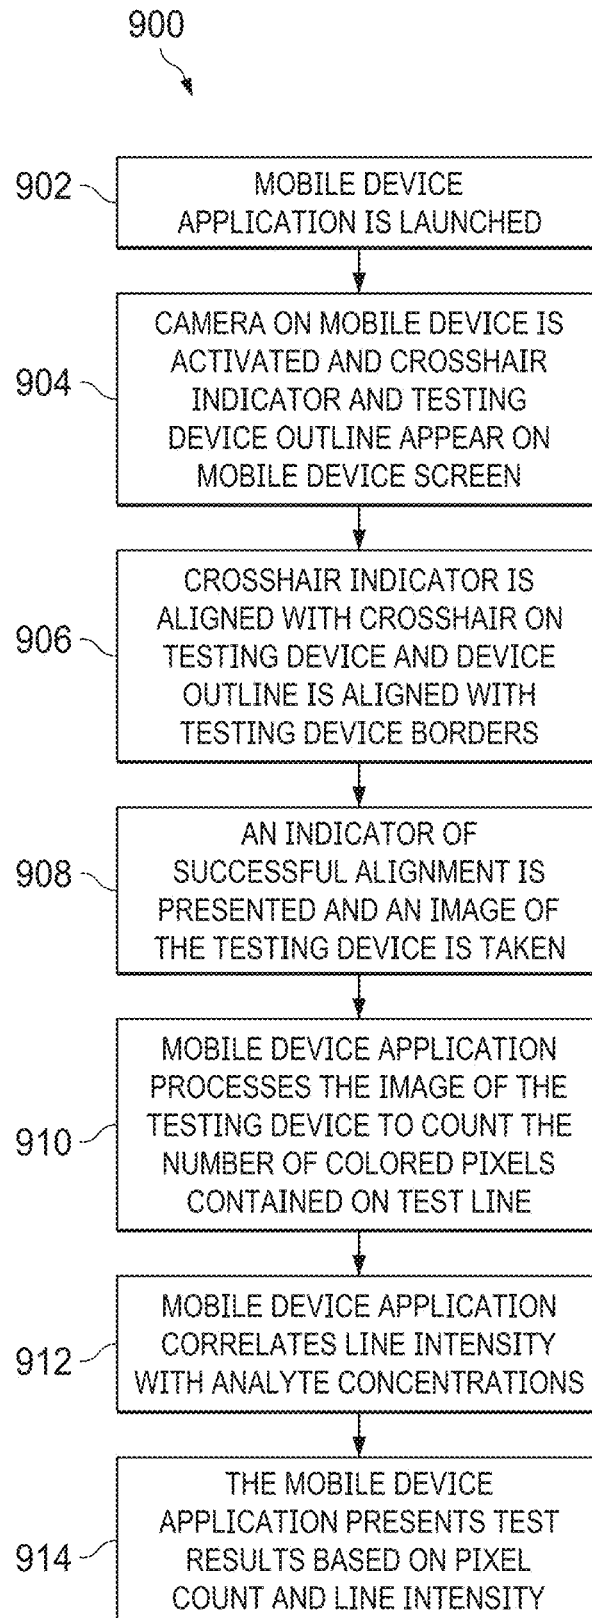 900
902
MOBILE DEVICE
APPLICATION IS LAUNCHED
904
CAMERA ON MOBILE DEVICE IS
ACTIVATED AND CROSSHAIR
INDICATOR AND TESTING
DEVICE OUTLINE APPEAR ON
MOBILE DEVICE SCREEN
906
CROSSHAIR INDICATOR IS
ALIGNED WITH CROSSHAIR ON
TESTING DEVICE AND DEVICE
OUTLINE IS ALIGNED WITH
TESTING DEVICE BORDERS
908
AN INDICATOR OF
SUCCESSFUL ALIGNMENT IS
PRESENTED AND AN IMAGE OF
THE TESTING DEVICE IS TAKEN
910
MOBILE DEVICE APPLICATION
PROCESSES THE IMAGE OF THE
TESTING DEVICE TO COUNT THE
NUMBER OF COLORED PIXELS
CONTAINED ON TEST LINE
912
MOBILE DEVICE APPLICATION
CORRELATES LINE INTENSITY
WITH ANALYTE CONCENTRATIONS
914
THE MOBILE DEVICE
APPLICATION PRESENTS TEST
RESULTS BASED ON PIXEL
COUNT AND LINE INTENSITY